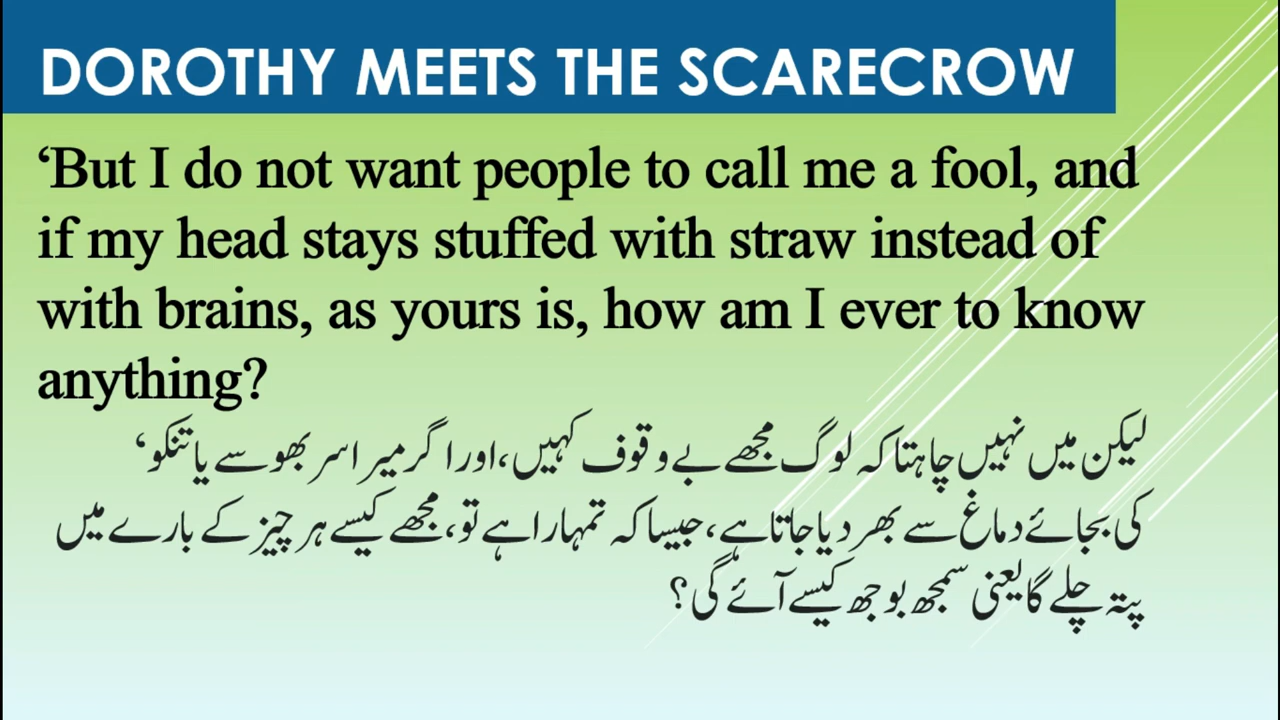 DOROTHY MEETS THE SCARECROW
‘But I do not want people to call me a fool, and
if my head stays stuffed with straw instead of
with brains, as yours is, how am I ever to know
anything?
لیکن میں نہیں چاہتا کہ لوگ مجھے بے وقوف کہیں،اور اگر میرا سر بھوسے یا تنکو‘
کی بجائے دماغ سے بھر دیا جاتا ہے،جیسا کہ تمہارا ہے تو،مجھے کیسے ہر چیز کے بارے میں
پتہ چلے گا یعنی سمجھ بوجھ کیسے آئے گی؟